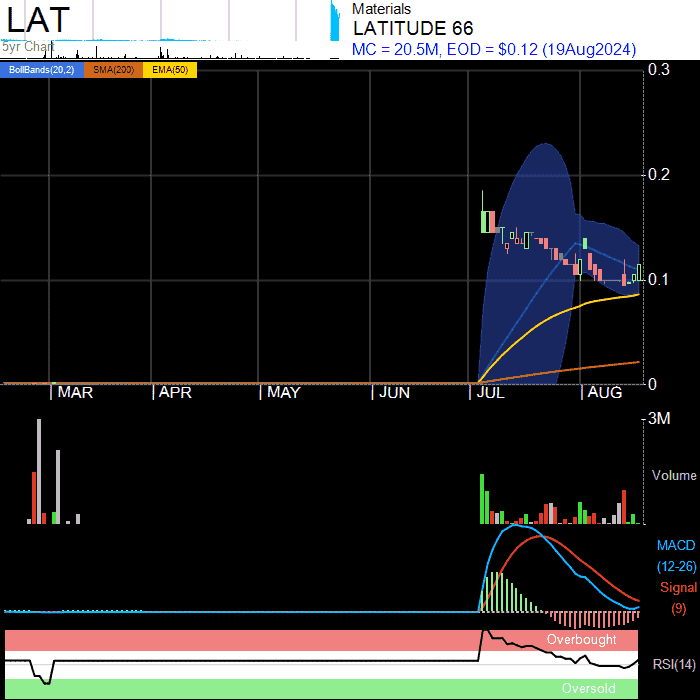 LAT
5yr Chart
Materials
LATITUDE 66
MC = 20.5M, EOD = $0.12 (19Aug2024)
BollBands(20,2) SMA(200) EMA(50)
0.3
0.2
0.1
0
MAR APR MAY JUN JUL AUG
3M
Volume
MACD
(12-26)
Signal
(9)
Overbought
RSI(14)
Oversold